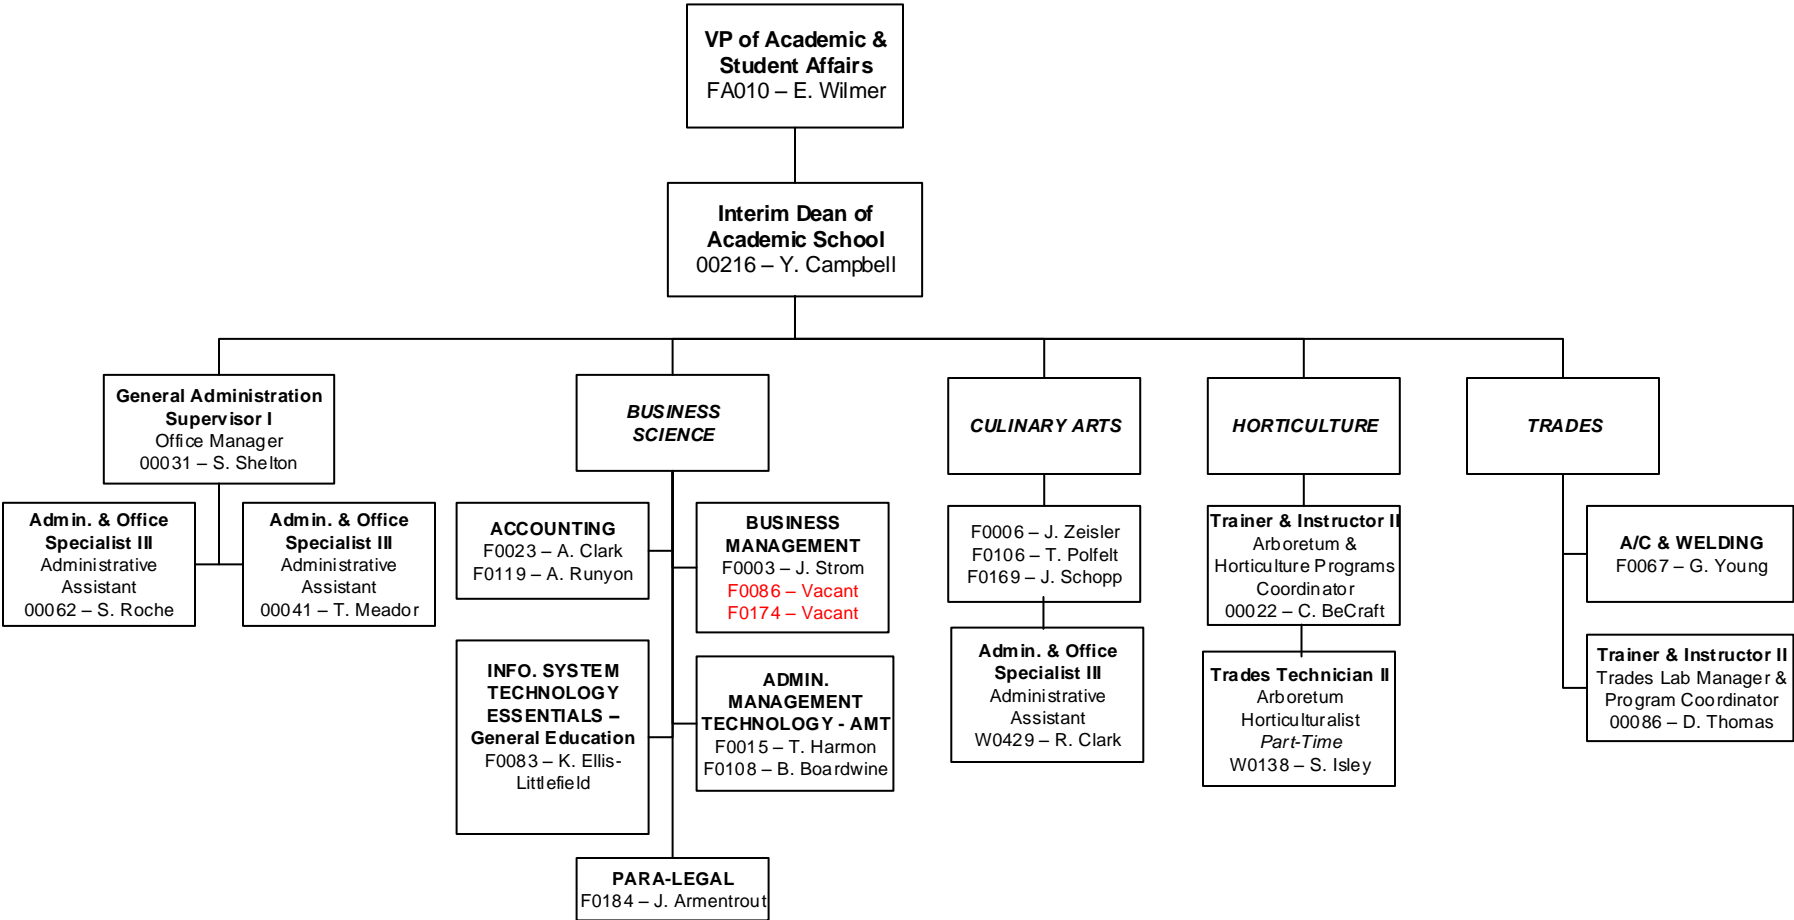 VP of Academic &
Student Affairs
FA010 – E. Wilmer
Interim Dean of
Academic School
00216 – Y. Campbell
General Administration
Supervisor I
Office Manager
00031 – S. Shelton
BUSINESS
SCIENCE
CULINARY ARTS
HORTICULTURE
TRADES
Admin. & Office
Specialist III
Administrative
Assistant
00062 – S. Roche
Admin. & Office
Specialist III
Administrative
Assistant
00041 – T. Meador
ACCOUNTING
F0023 – A. Clark
F0119 – A. Runyon
BUSINESS
MANAGEMENT
F0003 – J. Strom
F0086 – Vacant
F0174 – Vacant
INFO. SYSTEM
TECHNOLOGY
ESSENTIALS –
General Education
F0083 – K. Ellis-
Littlefield
ADMIN.
MANAGEMENT
TECHNOLOGY - AMT
F0015 – T. Harmon
F0108 – B. Boardwine
PARA-LEGAL
F0184 – J. Armentrout
F0006 – J. Zeisler
F0106 – T. Polfelt
F0169 – J. Schopp
Admin. & Office
Specialist III
Administrative
Assistant
W0429 – R. Clark
Trainer & Instructor II
Arboretum &
Horticulture Programs
Coordinator
00022 – C. BeCraft
Trades Technician II
Arboretum
Horticulturalist
Part-Time
W0138 – S. Isley
A/C & WELDING
F0067 – G. Young
Trainer & Instructor II
Trades Lab Manager &
Program Coordinator
00086 – D. Thomas